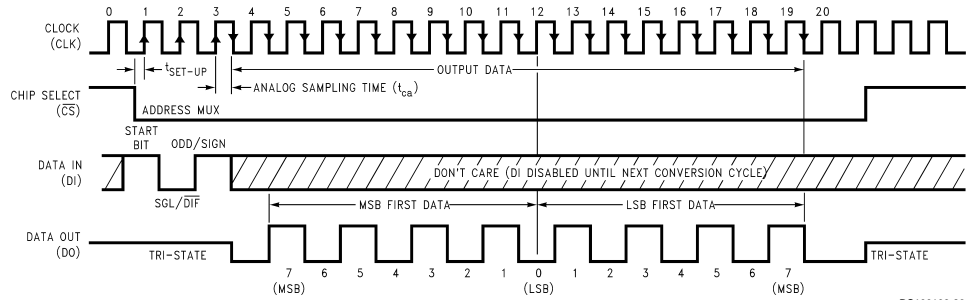 0 1 2 3 4 5 6 7 8 9 10 11 12 13 14 15 16 17 18 19 20
CLOCK
(CLK)
tSET-UP
OUTPUT DATA
ANALOG SAMPLING TIME (tca)
CHIP SELECT
(CS)
ADDRESS MUX
START
BIT
ODD/SIGN
DATA IN
(DI)
DON'T CARE (DI DISABLED UNTIL NEXT CONVERSION CYCLE)
SGL/DIF
MSB FIRST DATA
LSB FIRST DATA
DATA OUT
(DO)
TRI-STATE
TRI-STATE
7 6 5 4 3 2 1 0 1 2 3 4 5 6 7
(MSB) (LSB) (MSB)